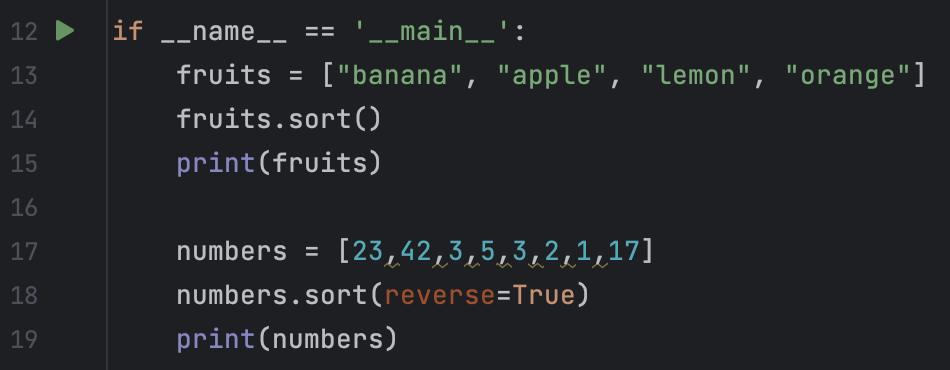 12 if __name__ == '__main__':
13     fruits = ["banana", "apple", "lemon", "orange"]
14     fruits.sort()
15     print(fruits)
16
17     numbers = [23,42,3,5,3,2,1,17]
18     numbers.sort(reverse=True)
19     print(numbers)